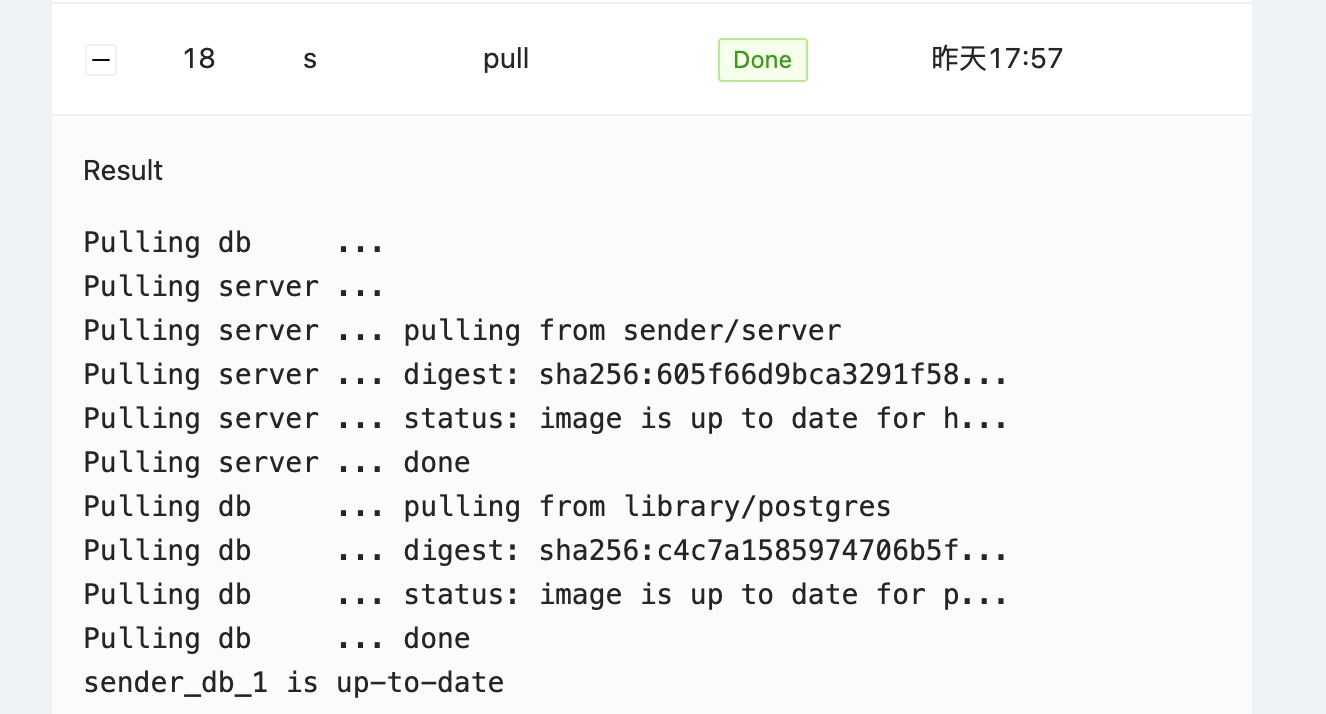 18 s pull Done 昨天17:57
Result
Pulling db     ...
Pulling server ...
Pulling server ... pulling from sender/server
Pulling server ... digest: sha256:605f66d9bca3291f58...
Pulling server ... status: image is up to date for h...
Pulling server ... done
Pulling db     ... pulling from library/postgres
Pulling db     ... digest: sha256:c4c7a1585974706b5f...
Pulling db     ... status: image is up to date for p...
Pulling db     ... done
sender_db_1 is up-to-date